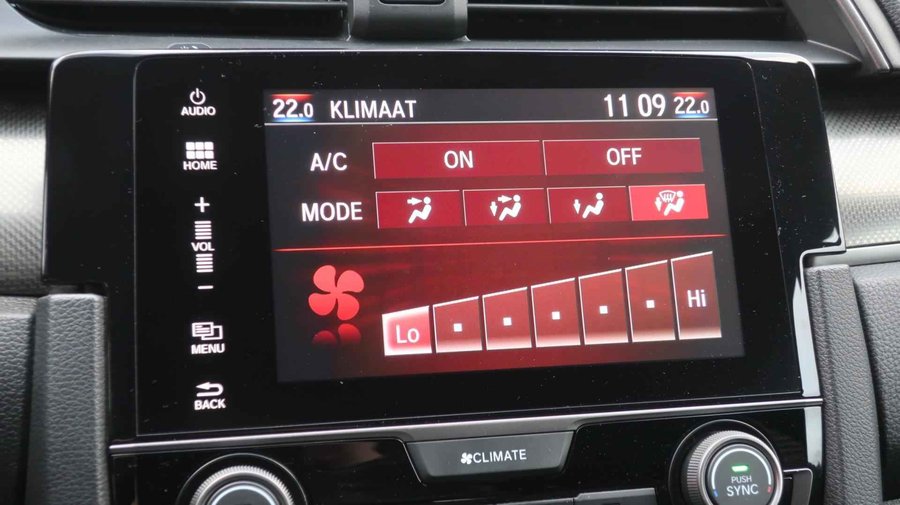 AUDIO
HOME
+
VOL
−
MENU
BACK
22.0 KLIMAAT 11 09 22.0
A/C ON OFF
MODE
Lo Hi
CLIMATE
PUSH
SYNC